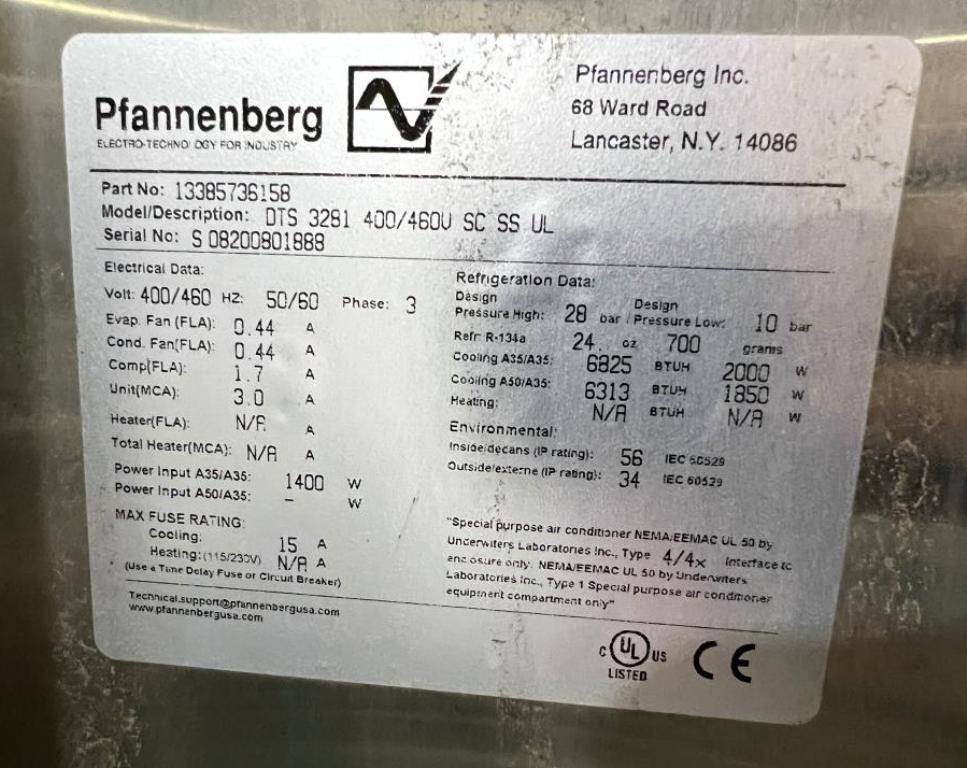 Pfannenberg
ELECTRO-TECHNOLOGY FOR INDUSTRY
Pfannenberg Inc.
68 Ward Road
Lancaster, N.Y. 14086
Part No: 13385736158
Model/Description: DTS 3281 400/460V SC SS UL
Serial No: S 08200801888
Electrical Data:
Volt: 400/460 HZ: 50/60 Phase: 3
Evap. Fan (FLA): 0.44 A
Cond. Fan(FLA): 0.44 A
Comp(FLA): 1.7 A
Unit(MCA): 3.0 A
Heater(FLA): N/A A
Total Heater(MCA): N/A A
Power Input A35/A35: 1400 W
Power Input A50/A35: - W
MAX FUSE RATING:
Cooling: 15 A
Heating: (115/230V) N/A A
(Use a Time Delay Fuse or Circuit Breaker)
Technical.support@pfannenbergusa.com
www.pfannenbergusa.com
Refrigeration Data:
Design Pressure High: 28 bar Design Pressure Low: 10 bar
Refr R-134a 24. oz 700 grams
Cooling A35/A35: 6825 BTUH 2000 W
Cooling A50/A35: 6313 BTUH 1850 W
Heating: N/A BTUH N/A W
Environmental:
Inside/decans (IP rating): 56 IEC 60529
Outside/externe (IP rating): 34 IEC 60529
"Special purpose air conditioner NEMA/EEMAC UL 50 by
Underwriters Laboratories Inc., Type 4/4x Interface to
enclosure only. NEMA/EEMAC UL 50 by Underwriters
Laboratories Inc., Type 1 Special purpose air conditioner
equipment compartment only"
C UL US
LISTED
CE